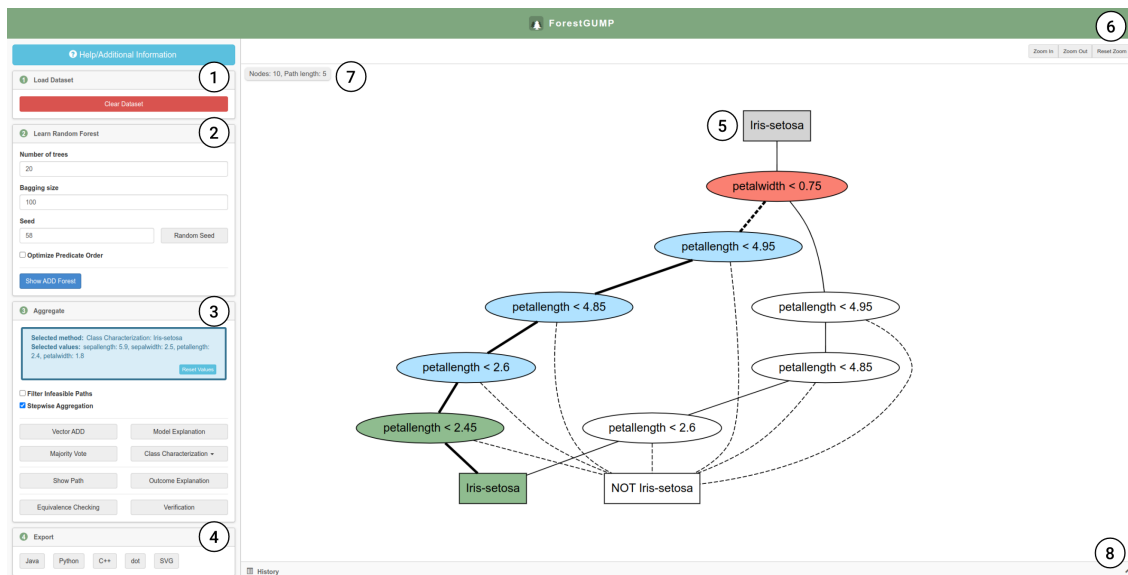 ForestGUMP
6
Help/Additional Information
Zoom In
Zoom Out
Reset Zoom
1 Load Dataset
1
Clear Dataset
2 Learn Random Forest
2
Number of trees
20
Bagging size
100
Seed
58
Random Seed
Optimize Predicate Order
Show ADD Forest
3 Aggregate
3
Selected method: Class Characterization: Iris-setosa
Selected values: sepallength: 5.9, sepalwidth: 2.5, petallength:
2.4, petalwidth: 1.8
Reset Values
Filter Infeasible Paths
Stepwise Aggregation
Vector ADD
Model Explanation
Majority Vote
Class Characterization
Show Path
Outcome Explanation
Equivalence Checking
Verification
4 Export
4
Java
Python
C++
dot
SVG
Nodes: 10, Path length: 5
7
5
Iris-setosa
petalwidth < 0.75
petallength < 4.95
petallength < 4.85
petallength < 4.95
petallength < 2.6
petallength < 4.85
petallength < 2.45
petallength < 2.6
Iris-setosa
NOT Iris-setosa
History
8